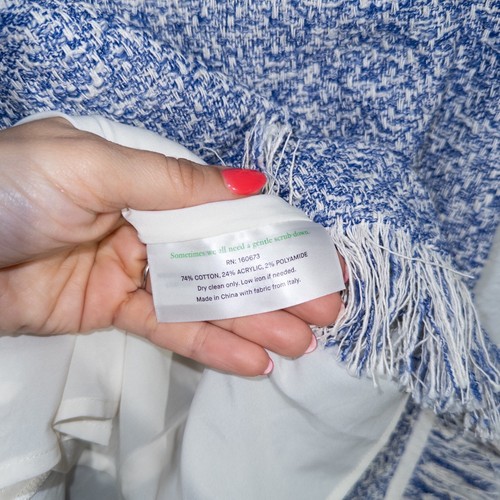 Sometimes we all need a gentle scrub down.
RN: 160673
74% COTTON, 24% ACRYLIC, 2% POLYAMIDE
Dry clean only. Low iron if needed.
Made in China with fabric from Italy.